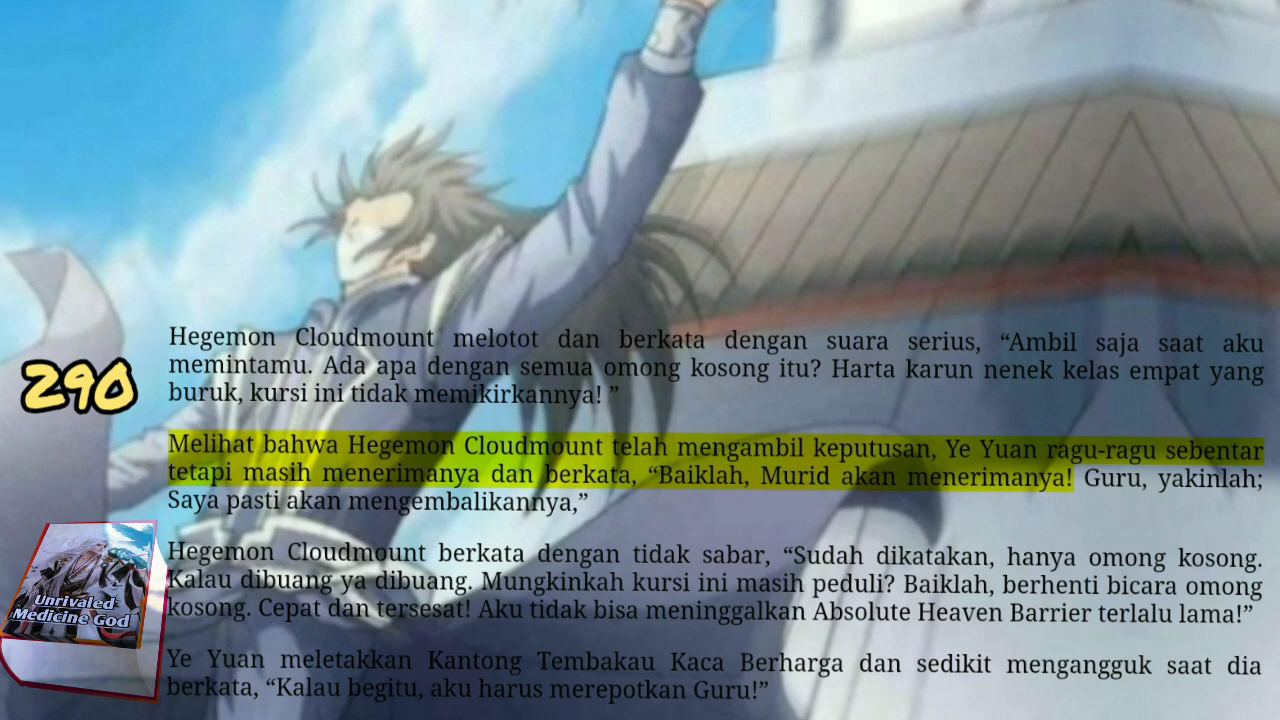 Hegemon Cloudmount melotot dan berkata dengan suara serius, “Ambil saja saat aku
memintamu. Ada apa dengan semua omong kosong itu? Harta karun nenek kelas empat yang
buruk, kursi ini tidak memikirkannya! ”
290
Melihat bahwa Hegemon Cloudmount telah mengambil keputusan, Ye Yuan ragu-ragu sebentar
tetapi masih menerimanya dan berkata, “Baiklah, Murid akan menerimanya! Guru, yakinlah;
Saya pasti akan mengembalikannya,”
Hegemon Cloudmount berkata dengan tidak sabar, “Sudah dikatakan, hanya omong kosong.
Kalau dibuang ya dibuang. Mungkinkah kursi ini masih peduli? Baiklah, berhenti bicara omong
kosong. Cepat dan tersesat! Aku tidak bisa meninggalkan Absolute Heaven Barrier terlalu lama!”
Unrivaled
Medicine God
Ye Yuan meletakkan Kantong Tembakau Kaca Berharga dan sedikit mengangguk saat dia
berkata, “Kalau begitu, aku harus merepotkan Guru!”